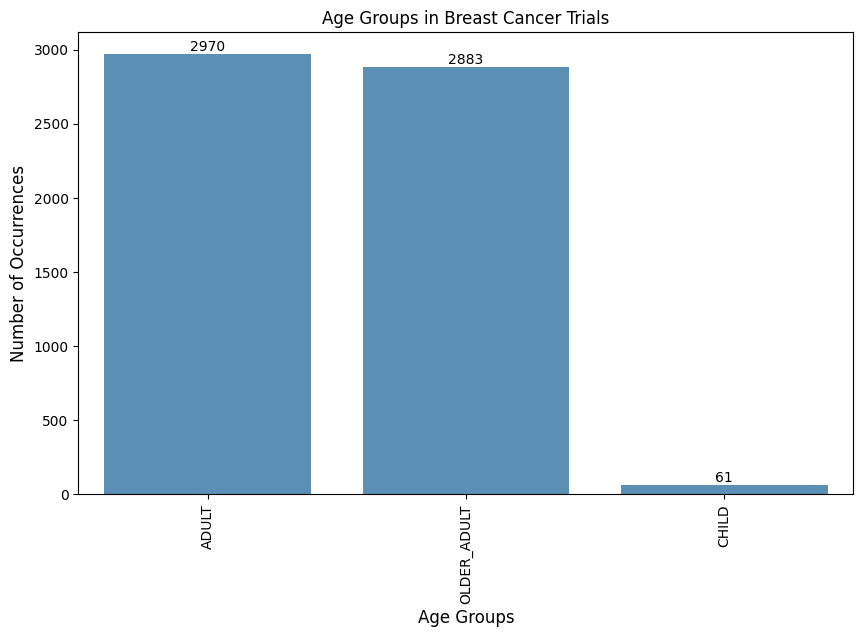 Age Groups in Breast Cancer Trials
Number of Occurrences
3000
2500
2000
1500
1000
500
0
2970
2883
61
ADULT
OLDER_ADULT
CHILD
Age Groups